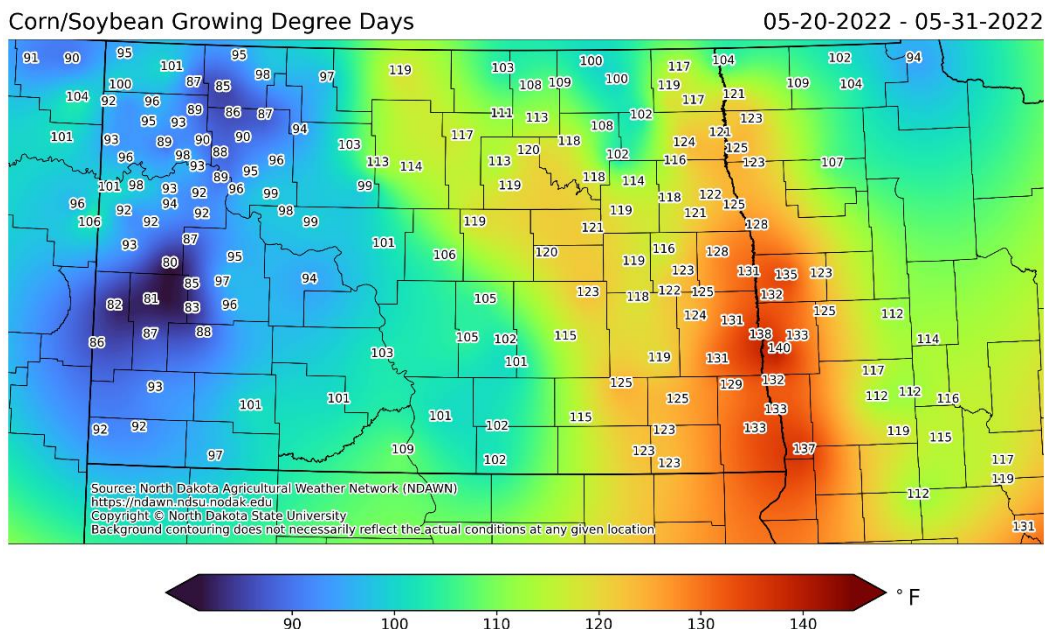 Corn/Soybean Growing Degree Days 05-20-2022 - 05-31-2022
91 90 95 101 87 85 95 98 97 119 103 108 109 100 100 117 119 104 109 102 104 94
104 100 92 96 89 86 87 111 113 102 117 121 123
101 95 93 93 89 90 90 94 103 117 118 108 124 121 125
96 98 88 93 96 113 114 113 120 102 116 123 107
101 98 93 89 95 96 99 99 119 118 114 118 122 125
96 92 94 92 92 98 119 121
106 92 99 119 121 128
93 87 95 101 106 120 119 116 128
80 85 97 94 123 131 135 123
82 81 83 96 105 123 118 122 125 132 125 112
86 87 88 103 105 102 115 124 131 138 133 114
101 119 131 140
93 101 101 125 125 129 132 117 112 112 116
92 92 101 102 115 123 133 133 119 115
97 109 102 123 123 137 117
119
112
131
Source: North Dakota Agricultural Weather Network (NDAWN)
https://ndawn.ndsu.nodak.edu
Copyright © North Dakota State University
Background contouring does not necessarily reflect the actual conditions at any given location
90 100 110 120 130 140 °F